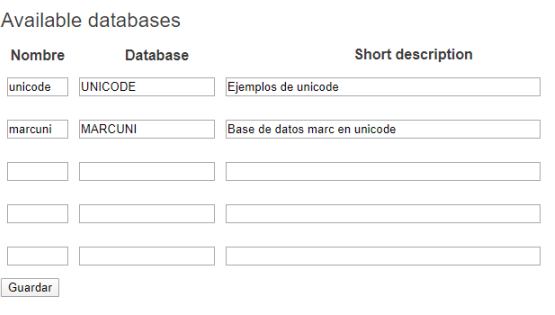 Available databases
Nombre Database Short description
unicode UNICODE Ejemplos de unicode
marcuni MARCUNI Base de datos marc en unicode
Guardar